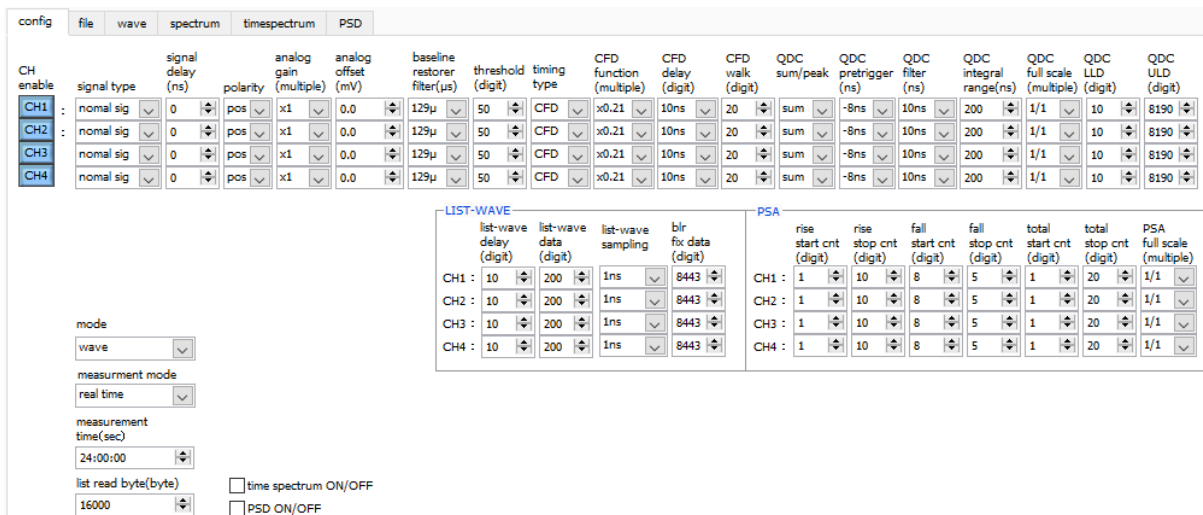 config file wave spectrum timespectrum PSD
signal analog analog baseline CFD CFD CFD QDC QDC QDC QDC QDC QDC QDC
CH delay gain offset restorer threshold timing function delay walk sum/peak pretrigger filter integral full scale LLD ULD
enable signal type (ns) polarity (multiple) (mV) filter(μs) (digit) type (multiple) (digit) (digit) (ns) (ns) range(ns) (multiple) (digit) (digit)
CH1 : nomal sig 0 pos x1 0.0 129μ 50 CFD x0.21 10ns 20 sum -8ns 10ns 200 1/1 10 8190
CH2 : nomal sig 0 pos x1 0.0 129μ 50 CFD x0.21 10ns 20 sum -8ns 10ns 200 1/1 10 8190
CH3 nomal sig 0 pos x1 0.0 129μ 50 CFD x0.21 10ns 20 sum -8ns 10ns 200 1/1 10 8190
CH4 nomal sig 0 pos x1 0.0 129μ 50 CFD x0.21 10ns 20 sum -8ns 10ns 200 1/1 10 8190
LIST-WAVE PSA
list-wave list-wave list-wave blr rise rise fall fall total total PSA
delay data sampling fix data start cnt stop cnt start cnt stop cnt start cnt stop cnt full scale
(digit) (digit) (digit) (digit) (digit) (digit) (digit) (digit) (digit) (multiple)
CH1 : 10 200 1ns 8443 CH1 : 1 10 8 5 1 20 1/1
CH2 : 10 200 1ns 8443 CH2 : 1 10 8 5 1 20 1/1
CH3 : 10 200 1ns 8443 CH3 : 1 10 8 5 1 20 1/1
CH4 : 10 200 1ns 8443 CH4 : 1 10 8 5 1 20 1/1
mode
wave
measurment mode
real time
measurement
time(sec)
24:00:00
list read byte(byte)
16000
time spectrum ON/OFF
PSD ON/OFF